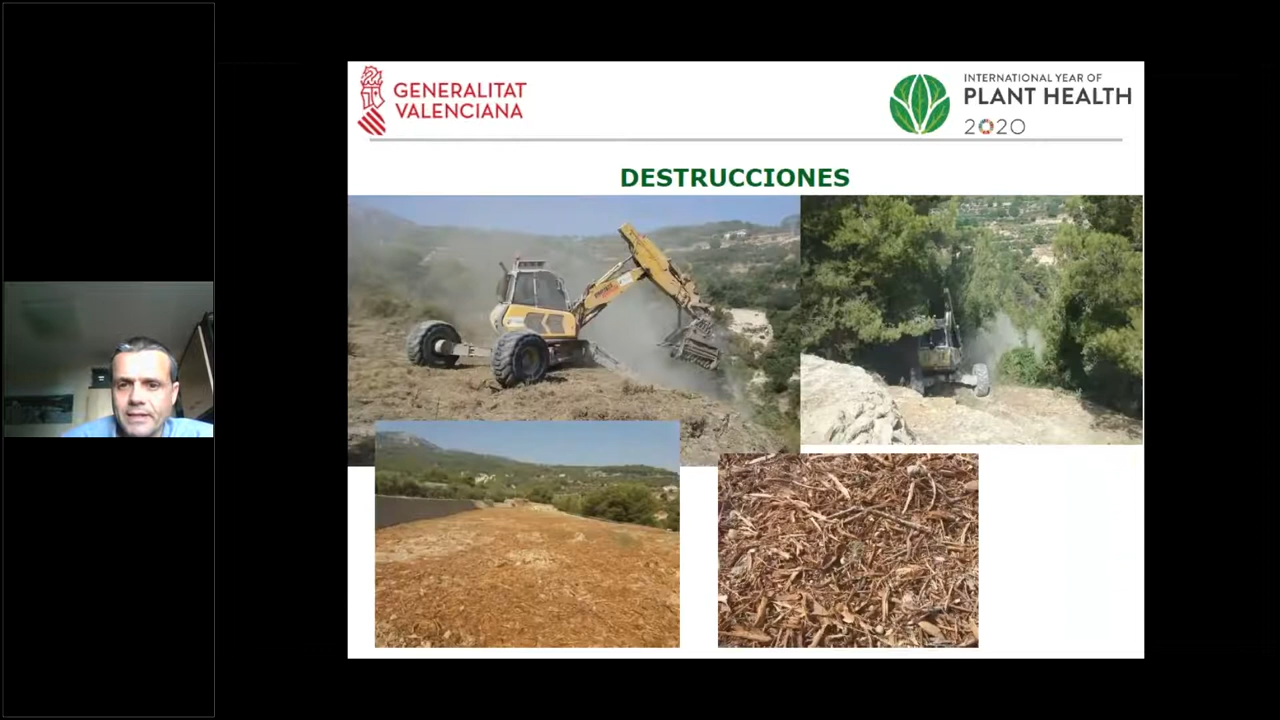 GENERALITAT
VALENCIANA
INTERNATIONAL YEAR OF
PLANT HEALTH
2020
DESTRUCCIONES